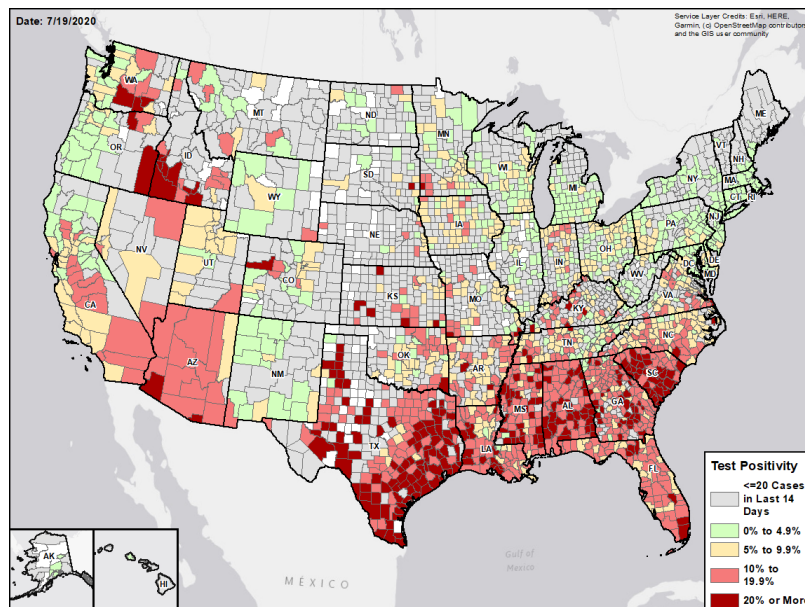 Date: 7/19/2020
Service Layer Credits: Esri, HERE,
Garmin, (c) OpenStreetMap contributors,
and the GIS user community
WA
MT
ND
MN
ME
OR
ID
SD
WI
VT
NH
NY
MA
MI
WY
CT
RI
IA
PA
NE
NJ
NV
IL
IN
OH
DE
MD
DC
UT
CO
WV
CA
KS
MO
KY
VA
NC
TN
AZ
NM
OK
AR
SC
MS
AL
GA
TX
LA
FL
Test Positivity
<=20 Cases
in Last 14
Days
0% to 4.9%
5% to 9.9%
10% to
19.9%
20% or More
AK
HI
MÉXICO
Gulf of
Mexico